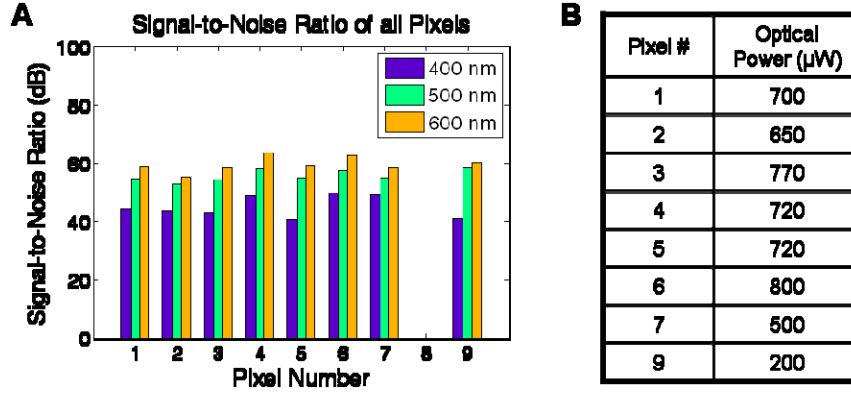 A
Signal-to-Noise Ratio of all Pixels
Signal-to-Noise Ratio (dB)
100
80
60
40
20
0
400 nm
500 nm
600 nm
1 2 3 4 5 6 7 8 9
Pixel Number
B
Pixel # Optical
Power (µW)
1 700
2 650
3 770
4 720
5 720
6 800
7 500
9 200